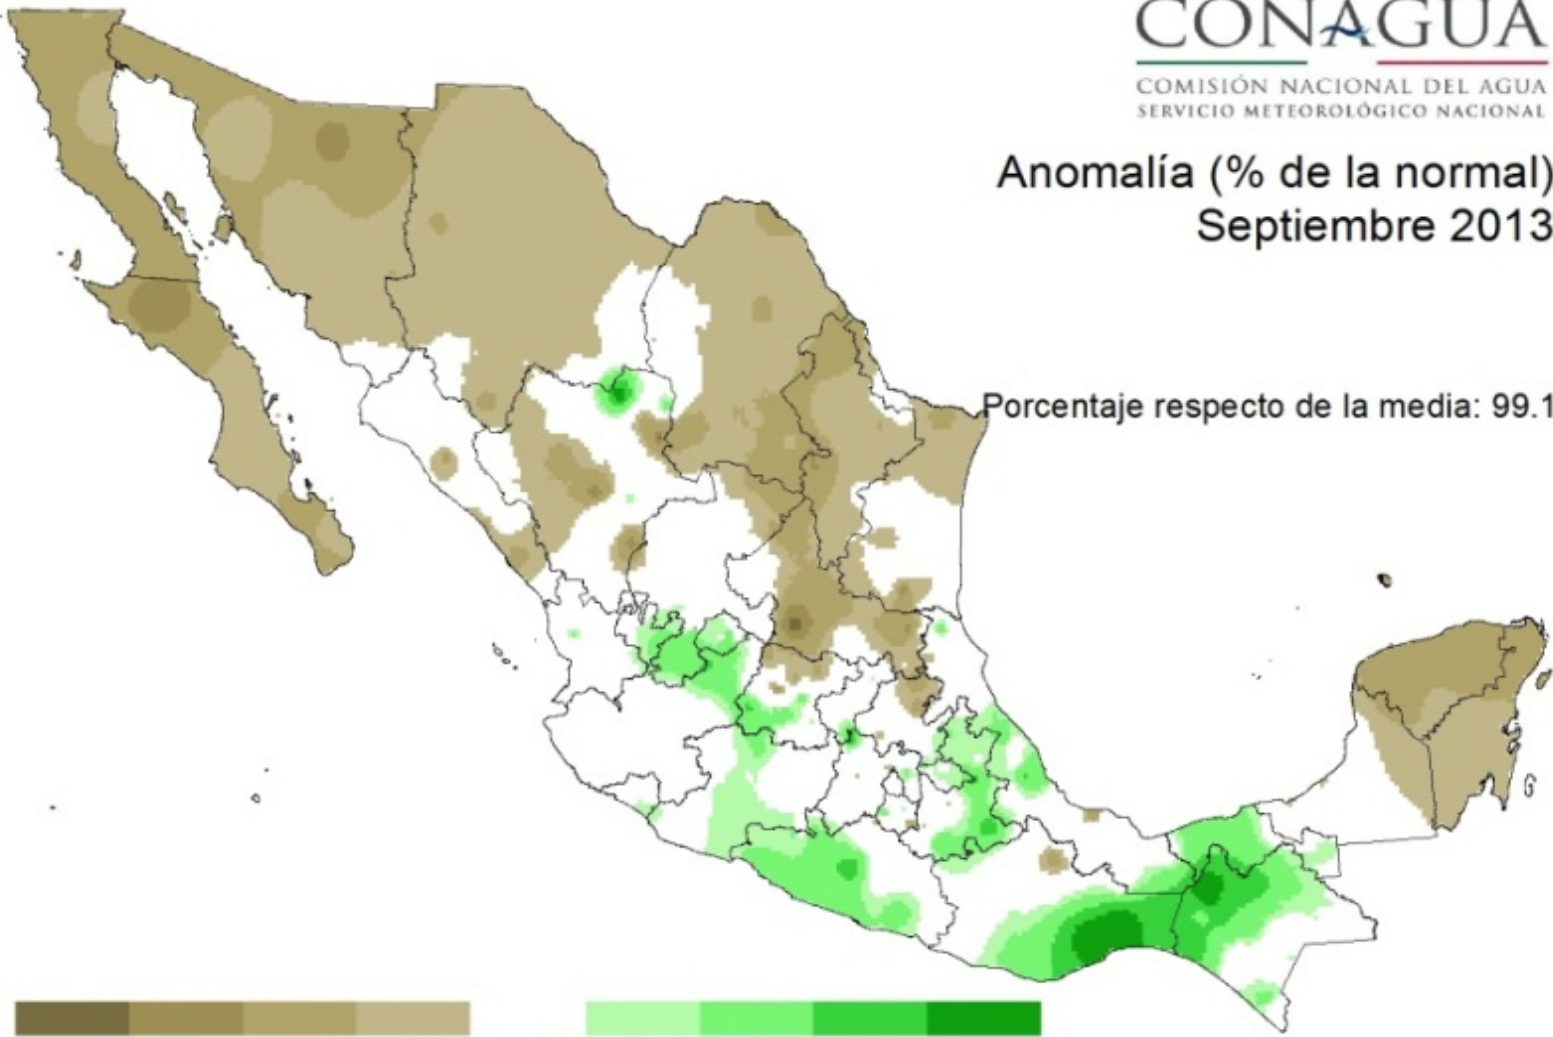 CONAGUA
COMISIÓN NACIONAL DEL AGUA
SERVICIO METEOROLÓGICO NACIONAL
Anomalía (% de la normal)
Septiembre 2013
Porcentaje respecto de la media: 99.1